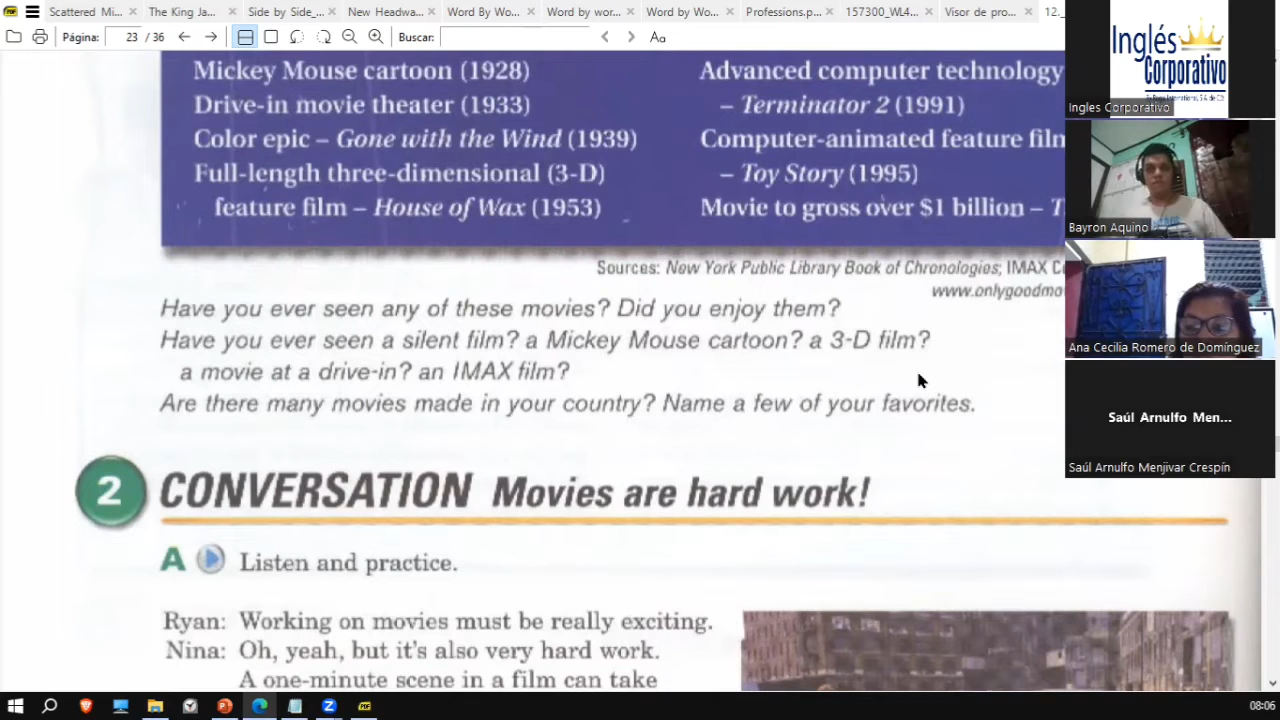 Scattered Mi...
The King Ja...
Side by Side_...
New Headwa...
Word By Wo...
Word by wor...
Word by Wo...
Professions.p...
157300_WL4...
Visor de pro...
12._
Página:
23 / 36
Buscar:
Aa
Mickey Mouse cartoon (1928)
Drive-in movie theater (1933)
Color epic – Gone with the Wind (1939)
Full-length three-dimensional (3-D)
feature film – House of Wax (1953)
Advanced computer technology
– Terminator 2 (1991)
Computer-animated feature film
– Toy Story (1995)
Movie to gross over $1 billion – T
Sources: New York Public Library Book of Chronologies; IMAX C
www.onlygoodmo
Have you ever seen any of these movies? Did you enjoy them?
Have you ever seen a silent film? a Mickey Mouse cartoon? a 3-D film?
a movie at a drive-in? an IMAX film?
Are there many movies made in your country? Name a few of your favorites.
2 CONVERSATION Movies are hard work!
A Listen and practice.
Ryan: Working on movies must be really exciting.
Nina: Oh, yeah, but it's also very hard work.
A one-minute scene in a film can take
Inglés
Corporativo
Ingles Corporativo
Bayron Aquino
Ana Cecilia Romero de Domínguez
Saúl Arnulfo Men...
Saúl Arnulfo Menjivar Crespín
08:06